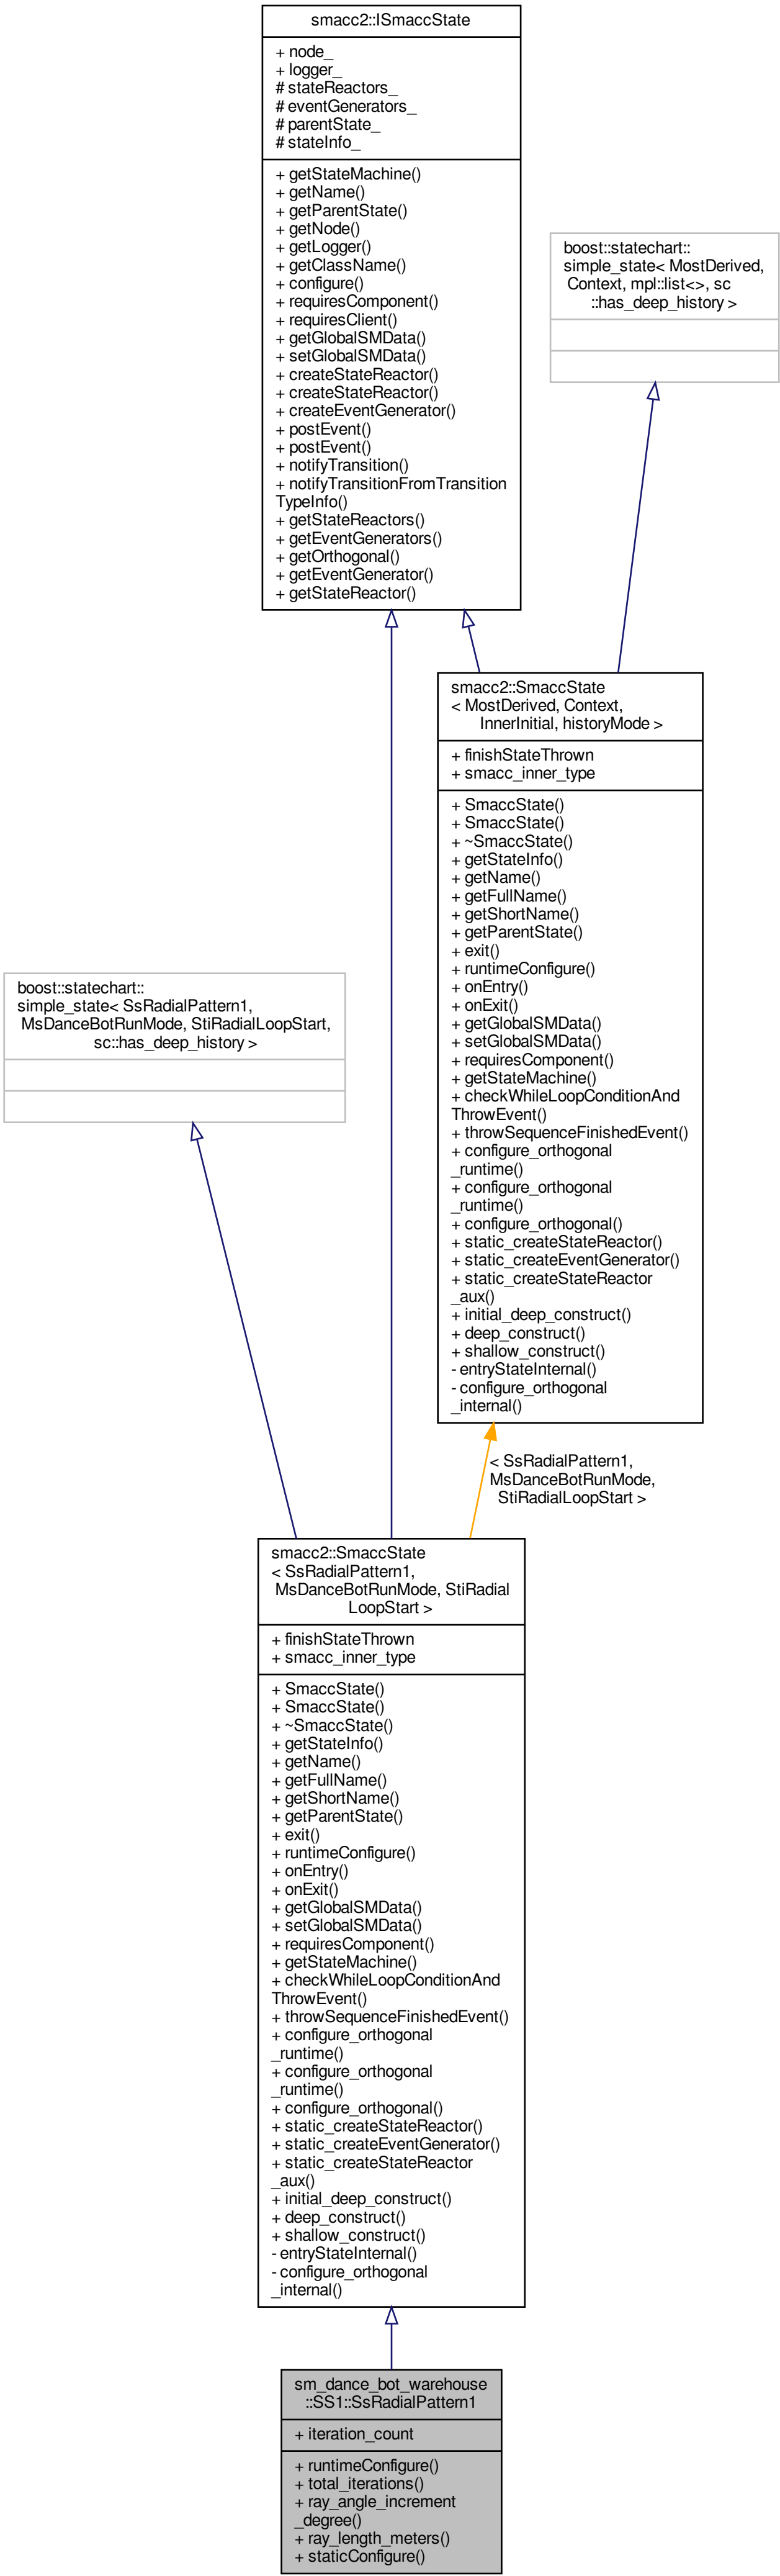 smacc2::ISmaccState
+ node_
+ logger_
# stateReactors_
# eventGenerators_
# parentState_
# stateInfo_
+ getStateMachine()
+ getName()
+ getParentState()
+ getNode()
+ getLogger()
+ getClassName()
+ configure()
+ requiresComponent()
+ requiresClient()
+ getGlobalSMData()
+ setGlobalSMData()
+ createStateReactor()
+ createStateReactor()
+ createEventGenerator()
+ postEvent()
+ postEvent()
+ notifyTransition()
+ notifyTransitionFromTransition
TypeInfo()
+ getStateReactors()
+ getEventGenerators()
+ getOrthogonal()
+ getEventGenerator()
+ getStateReactor()
boost::statechart::
simple_state< MostDerived,
Context, mpl::list<>, sc
::has_deep_history >
smacc2::SmaccState
< MostDerived, Context,
InnerInitial, historyMode >
+ finishStateThrown
+ smacc_inner_type
+ SmaccState()
+ SmaccState()
+ ~SmaccState()
+ getStateInfo()
+ getName()
+ getFullName()
+ getShortName()
+ getParentState()
+ exit()
+ runtimeConfigure()
+ onEntry()
+ onExit()
+ getGlobalSMData()
+ setGlobalSMData()
+ requiresComponent()
+ getStateMachine()
+ checkWhileLoopConditionAnd
ThrowEvent()
+ throwSequenceFinishedEvent()
+ configure_orthogonal
_runtime()
+ configure_orthogonal
_runtime()
+ configure_orthogonal()
+ static_createStateReactor()
+ static_createEventGenerator()
+ static_createStateReactor
_aux()
+ initial_deep_construct()
+ deep_construct()
+ shallow_construct()
- entryStateInternal()
- configure_orthogonal
_internal()
boost::statechart::
simple_state< SsRadialPattern1,
MsDanceBotRunMode, StiRadialLoopStart,
sc::has_deep_history >
< SsRadialPattern1,
MsDanceBotRunMode,
StiRadialLoopStart >
smacc2::SmaccState
< SsRadialPattern1,
MsDanceBotRunMode, StiRadial
LoopStart >
+ finishStateThrown
+ smacc_inner_type
+ SmaccState()
+ SmaccState()
+ ~SmaccState()
+ getStateInfo()
+ getName()
+ getFullName()
+ getShortName()
+ getParentState()
+ exit()
+ runtimeConfigure()
+ onEntry()
+ onExit()
+ getGlobalSMData()
+ setGlobalSMData()
+ requiresComponent()
+ getStateMachine()
+ checkWhileLoopConditionAnd
ThrowEvent()
+ throwSequenceFinishedEvent()
+ configure_orthogonal
_runtime()
+ configure_orthogonal
_runtime()
+ configure_orthogonal()
+ static_createStateReactor()
+ static_createEventGenerator()
+ static_createStateReactor
_aux()
+ initial_deep_construct()
+ deep_construct()
+ shallow_construct()
- entryStateInternal()
- configure_orthogonal
_internal()
sm_dance_bot_warehouse
::SS1::SsRadialPattern1
+ iteration_count
+ runtimeConfigure()
+ total_iterations()
+ ray_angle_increment
_degree()
+ ray_length_meters()
+ staticConfigure()